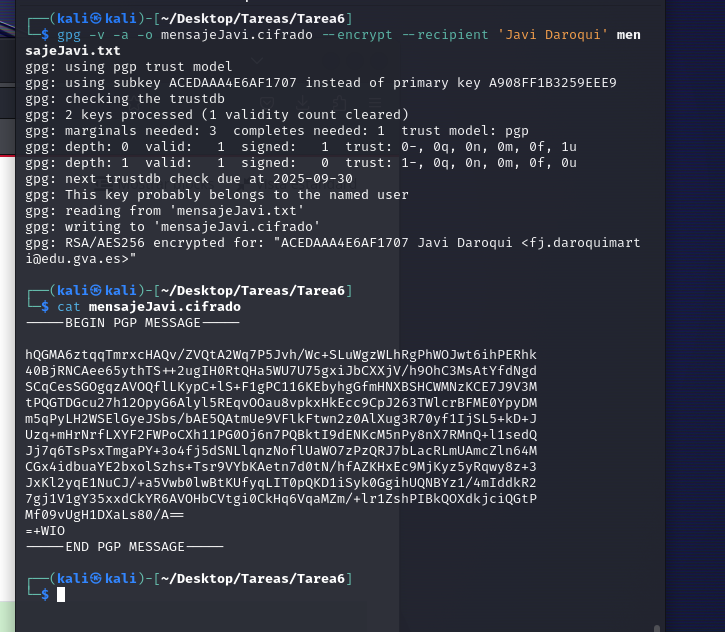 ┌──(kali㉿kali)-[~/Desktop/Tareas/Tarea6]
└─$ gpg -v -a -o mensajeJavi.cifrado --encrypt --recipient 'Javi Daroqui' men
sajeJavi.txt
gpg: using pgp trust model
gpg: using subkey ACEDAAA4E6AF1707 instead of primary key A908FF1B3259EEE9
gpg: checking the trustdb
gpg: 2 keys processed (1 validity count cleared)
gpg: marginals needed: 3  completes needed: 1  trust model: pgp
gpg: depth: 0  valid:   1  signed:   1  trust: 0-, 0q, 0n, 0m, 0f, 1u
gpg: depth: 1  valid:   1  signed:   0  trust: 1-, 0q, 0n, 0m, 0f, 0u
gpg: next trustdb check due at 2025-09-30
gpg: This key probably belongs to the named user
gpg: reading from 'mensajeJavi.txt'
gpg: writing to 'mensajeJavi.cifrado'
gpg: RSA/AES256 encrypted for: "ACEDAAA4E6AF1707 Javi Daroqui <fj.daroquimart
i@edu.gva.es>"
┌──(kali㉿kali)-[~/Desktop/Tareas/Tarea6]
└─$ cat mensajeJavi.cifrado
-----BEGIN PGP MESSAGE-----
hQGMA6ztqqTmrxcHAQv/ZVQtA2Wq7P5Jvh/Wc+SLuWgzWLhRgPhWOJwt6ihPERhk
40BjRNCAee65ythTS++2ugIH0RtQHa5WU7U75gxiJbCXXjV/h9OhC3MsAtYfdNgd
SCqCesSGOgqzAVOQflLKypC+lS+F1gPC116KEbyhgGfmHNXBSHCWMNzKCE7J9V3M
tPQGTDGcu27h12OpyG6Alyl5REqvOOau8vpkxHkEcc9CpJ263TWlcrBFME0YpyDM
m5qPyLH2WSElGyeJSbs/bAE5QAtmUe9VFlkFtwn2z0AlXug3R70yf1IjSL5+kD+J
Uzq+mHrNrfLXYF2FWPoCXh11PG0Oj6n7PQBktI9dENKcM5nPy8nX7RMnQ+l1sedQ
Jj7q6TsPsxTmgaPY+3o4fj5dSNLlqnzNoflUaWO7zPzQRJ7bLacRLmUAmcZln64M
CGx4idbuaYE2bxolSzhs+Tsr9VYbKAetn7d0tN/hfAZKHxEc9MjKyz5yRqwy8z+3
JxKl2yqE1NuCJ/+a5Vwb0lwBtKUfyqLIT0pQKD1iSyk0GgihUQNBYz1/4mIddkR2
7gj1V1gY35xxdCkYR6AVOHbCVtgi0CkHq6VqaMZm/+lr1ZshPIBkQOXdkjciQGtP
Mf09vUgH1DXaLs80/A==
=+WIO
-----END PGP MESSAGE-----
┌──(kali㉿kali)-[~/Desktop/Tareas/Tarea6]
└─$